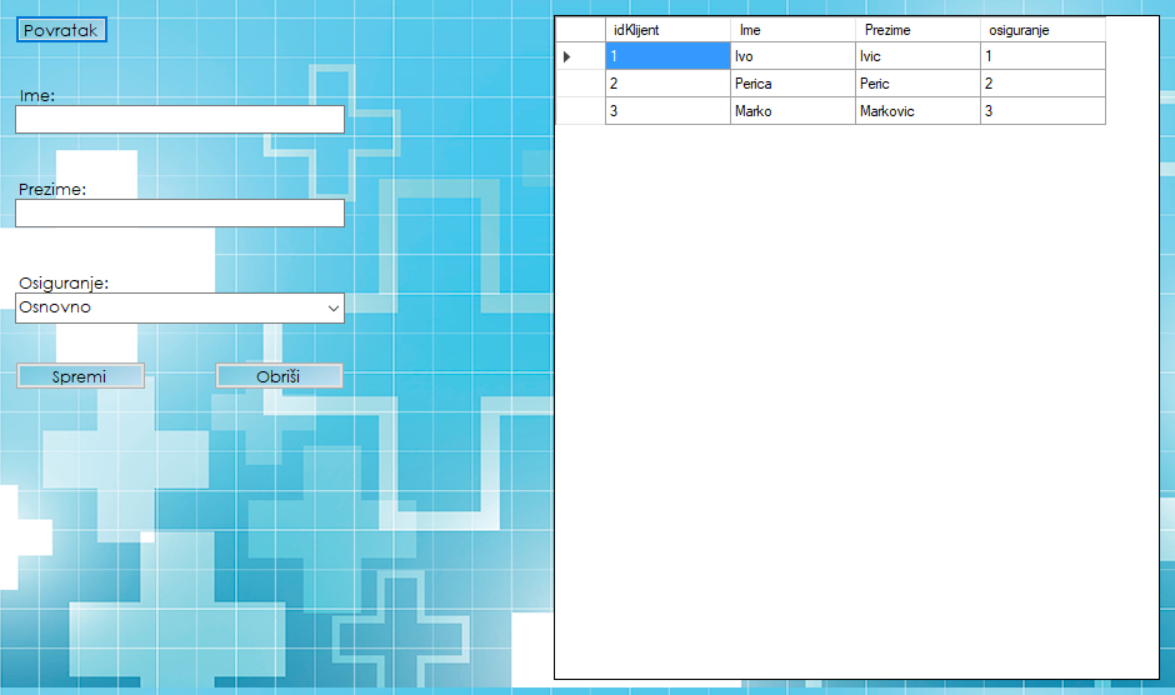 Povratak
Ime:
Prezime:
Osiguranje:
Osnovno
Spremi Obriši
idKlijent Ime Prezime osiguranje
1 Ivo Ivic 1
2 Perica Peric 2
3 Marko Markovic 3